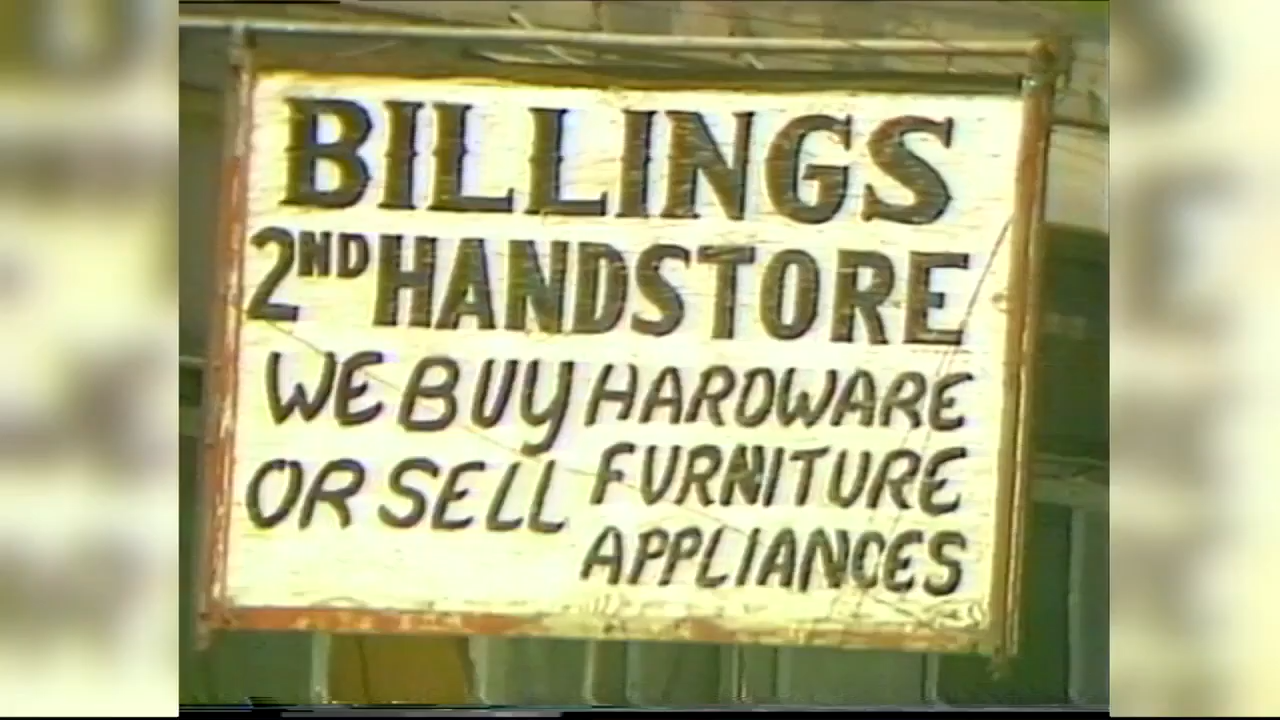 BILLINGS
2ND HANDSTORE
WE BUY HARDWARE
OR SELL FURNITURE
APPLIANCES